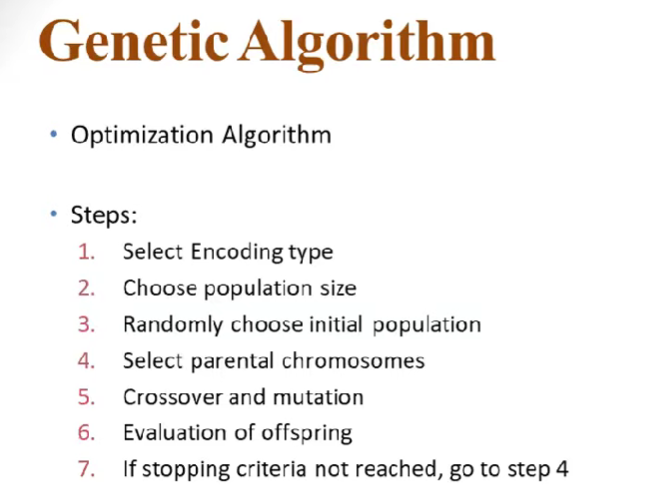 Genetic Algorithm
• Optimization Algorithm
• Steps:
1. Select Encoding type
2. Choose population size
3. Randomly choose initial population
4. Select parental chromosomes
5. Crossover and mutation
6. Evaluation of offspring
7. If stopping criteria not reached, go to step 4